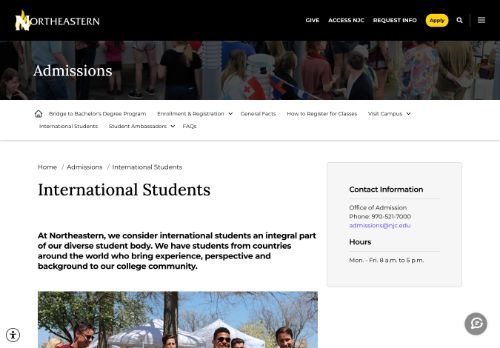 NORTHEASTERN
GIVE ACCESS NJC REQUEST INFO Apply
Admissions
Bridge to Bachelor's Degree Program Enrollment & Registration General Facts How to Register for Classes Visit Campus
International Students Student Ambassadors FAQs
Home / Admissions / International Students
International Students
At Northeastern, we consider international students an integral part
of our diverse student body. We have students from countries
around the world who bring experience, perspective and
background to our college community.
Contact Information
Office of Admission
Phone: 970-521-7000
admissions@njc.edu
Hours
Mon. - Fri. 8 a.m. to 5 p.m.